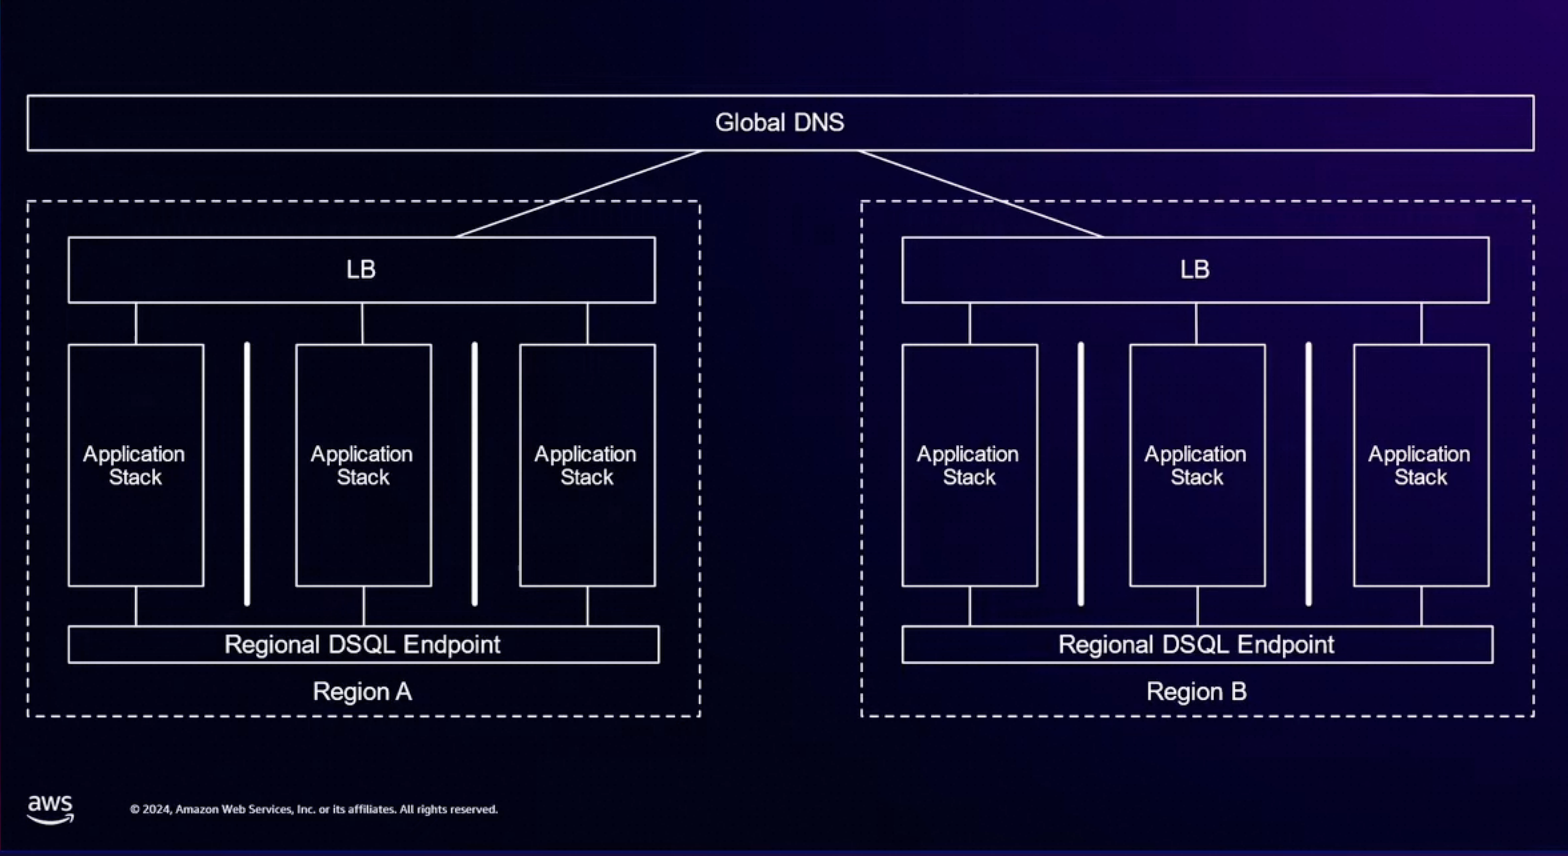 Global DNS
LB
LB
Application
Stack
Application
Stack
Application
Stack
Application
Stack
Application
Stack
Application
Stack
Regional DSQL Endpoint
Regional DSQL Endpoint
Region A
Region B
aws
© 2024, Amazon Web Services, Inc. or its affiliates. All rights reserved.